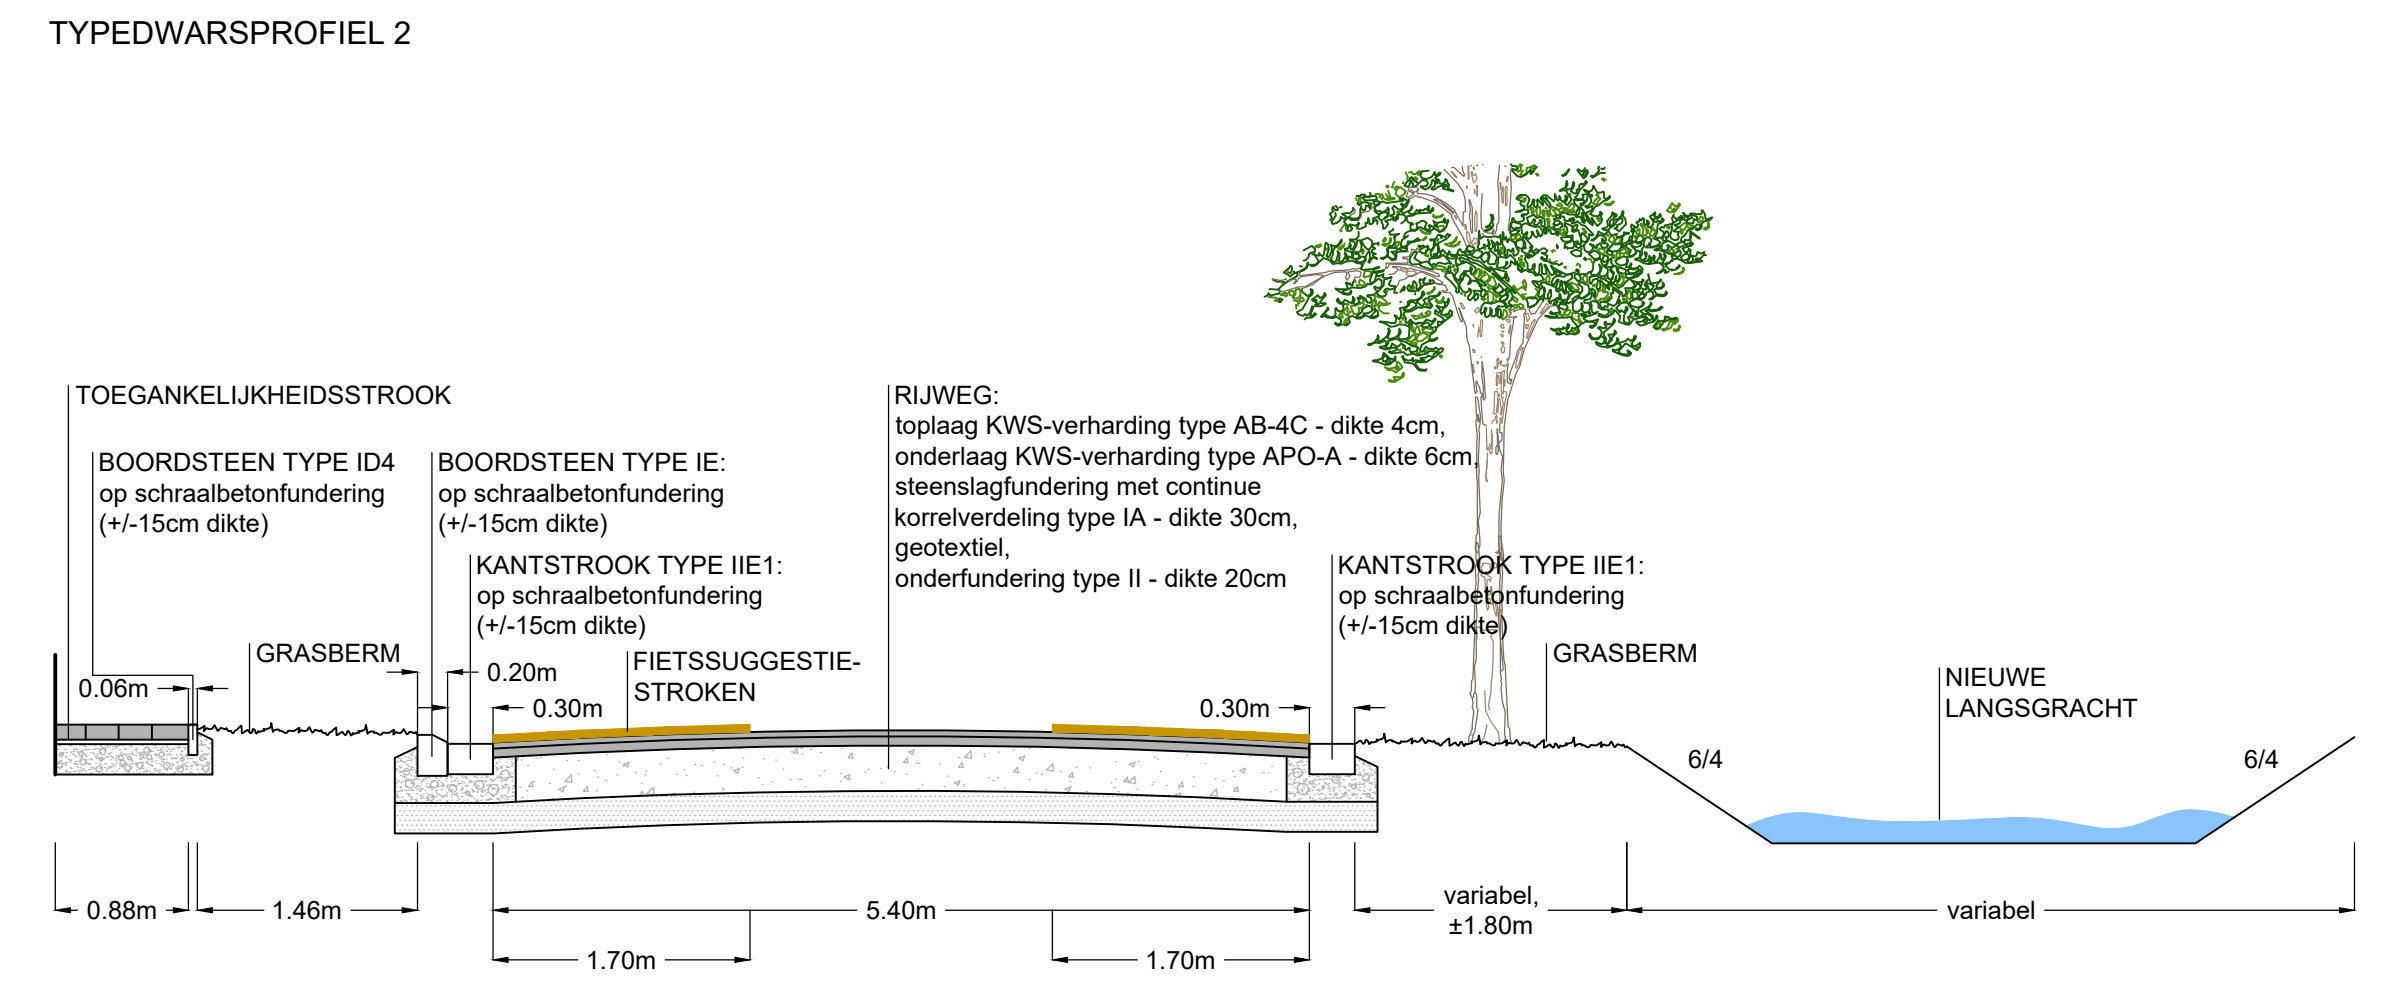 TYPEDWARSPROFIEL 2
TOEGANKELIJKHEIDSSTROOK
BOORDSTEEN TYPE ID4
op schraalbetonfundering
(+/-15cm dikte)
BOORDSTEEN TYPE IE:
op schraalbetonfundering
(+/-15cm dikte)
KANTSTROOK TYPE IIE1:
op schraalbetonfundering
(+/-15cm dikte)
RIJWEG:
toplaag KWS-verharding type AB-4C - dikte 4cm,
onderlaag KWS-verharding type APO-A - dikte 6cm,
steenslagfundering met continue
korrelverdeling type IA - dikte 30cm,
geotextiel,
onderfundering type II - dikte 20cm
KANTSTROOK TYPE IIE1:
op schraalbetonfundering
(+/-15cm dikte)
GRASBERM
FIETSSUGGESTIE-
STROKEN
GRASBERM
NIEUWE
LANGSGRACHT
0.06m
0.20m
0.30m
0.30m
6/4
6/4
0.88m
1.46m
5.40m
variabel,
±1.80m
variabel
1.70m
1.70m